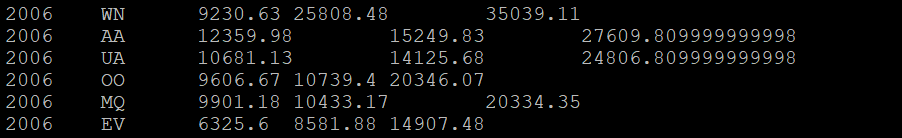 2006 WN 9230.63 25808.48 35039.11
2006 AA 12359.98 15249.83 27609.809999999998
2006 UA 10681.13 14125.68 24806.809999999998
2006 OO 9606.67 10739.4 20346.07
2006 MQ 9901.18 10433.17 20334.35
2006 EV 6325.6 8581.88 14907.48